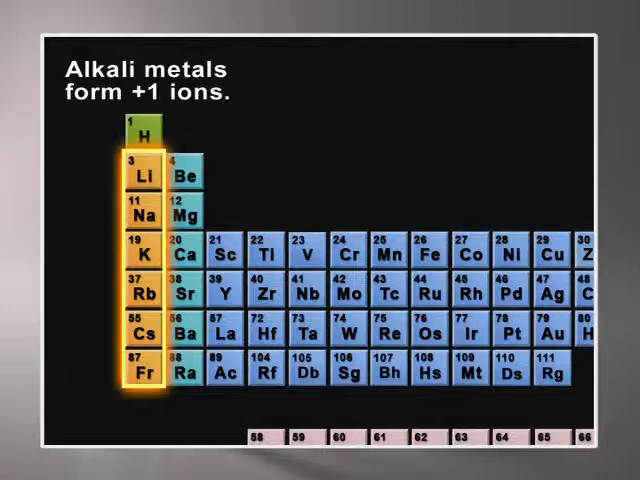 Alkali metals
form +1 ions.
1
H
3 4
Li Be
11 12
Na Mg
19 20 21 22 23 24 25 26 27 28 29 30
K Ca Sc Ti V Cr Mn Fe Co Ni Cu Z
37 38 39 40 41 42 43 44 45 46 47 48
Rb Sr Y Zr Nb Mo Tc Ru Rh Pd Ag C
55 56 57 72 73 74 75 76 77 78 79 80
Cs Ba La Hf Ta W Re Os Ir Pt Au H
87 88 89 104 105 106 107 108 109 110 111
Fr Ra Ac Rf Db Sg Bh Hs Mt Ds Rg
58 59 60 61 62 63 64 65 66